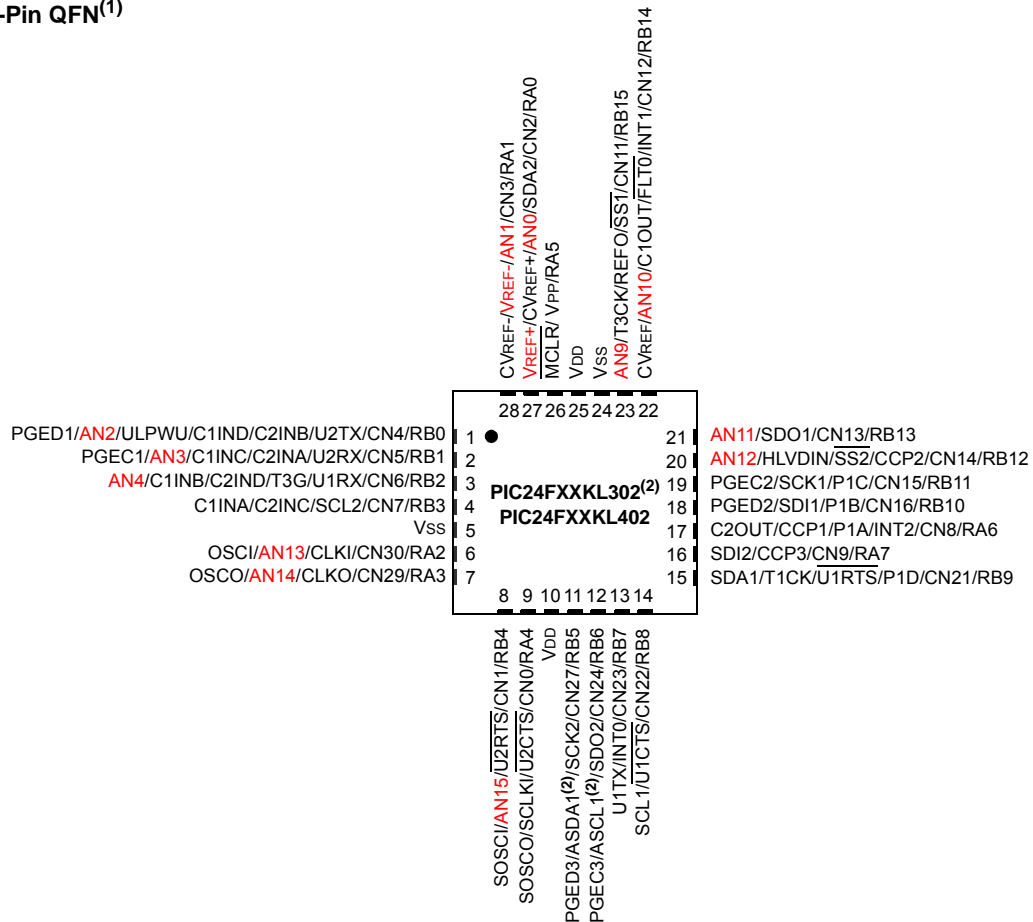 -Pin QFN(1)
CVREF-/VREF-/AN1/CN3/RA1
VREF+/CVREF+/AN0/SDA2/CN2/RA0
MCLR/ VPP/RA5
VDD
VSS
AN9/T3CK/REFO/SS1/CN11/RB15
CVREF/AN10/C1OUT/FLT0/INT1/CN12/RB14
28 27 26 25 24 23 22
PGED1/AN2/ULPWU/C1IND/C2INB/U2TX/CN4/RB0 1
PGEC1/AN3/C1INC/C2INA/U2RX/CN5/RB1 2
AN4/C1INB/C2IND/T3G/U1RX/CN6/RB2 3
C1INA/C2INC/SCL2/CN7/RB3 4
VSS 5
OSCI/AN13/CLKI/CN30/RA2 6
OSCO/AN14/CLKO/CN29/RA3 7
PIC24FXXKL302(2)
PIC24FXXKL402
21 AN11/SDO1/CN13/RB13
20 AN12/HLVDIN/SS2/CCP2/CN14/RB12
19 PGEC2/SCK1/P1C/CN15/RB11
18 PGED2/SDI1/P1B/CN16/RB10
17 C2OUT/CCP1/P1A/INT2/CN8/RA6
16 SDI2/CCP3/CN9/RA7
15 SDA1/T1CK/U1RTS/P1D/CN21/RB9
8 9 10 11 12 13 14
SOSCI/AN15/U2RTS/CN1/RB4
SOSCO/SCLKI/U2CTS/CN0/RA4
VDD
PGED3/ASDA1(2)/SCK2/CN27/RB5
PGEC3/ASCL1(2)/SDO2/CN24/RB6
U1TX/INT0/CN23/RB7
SCL1/U1CTS/CN22/RB8